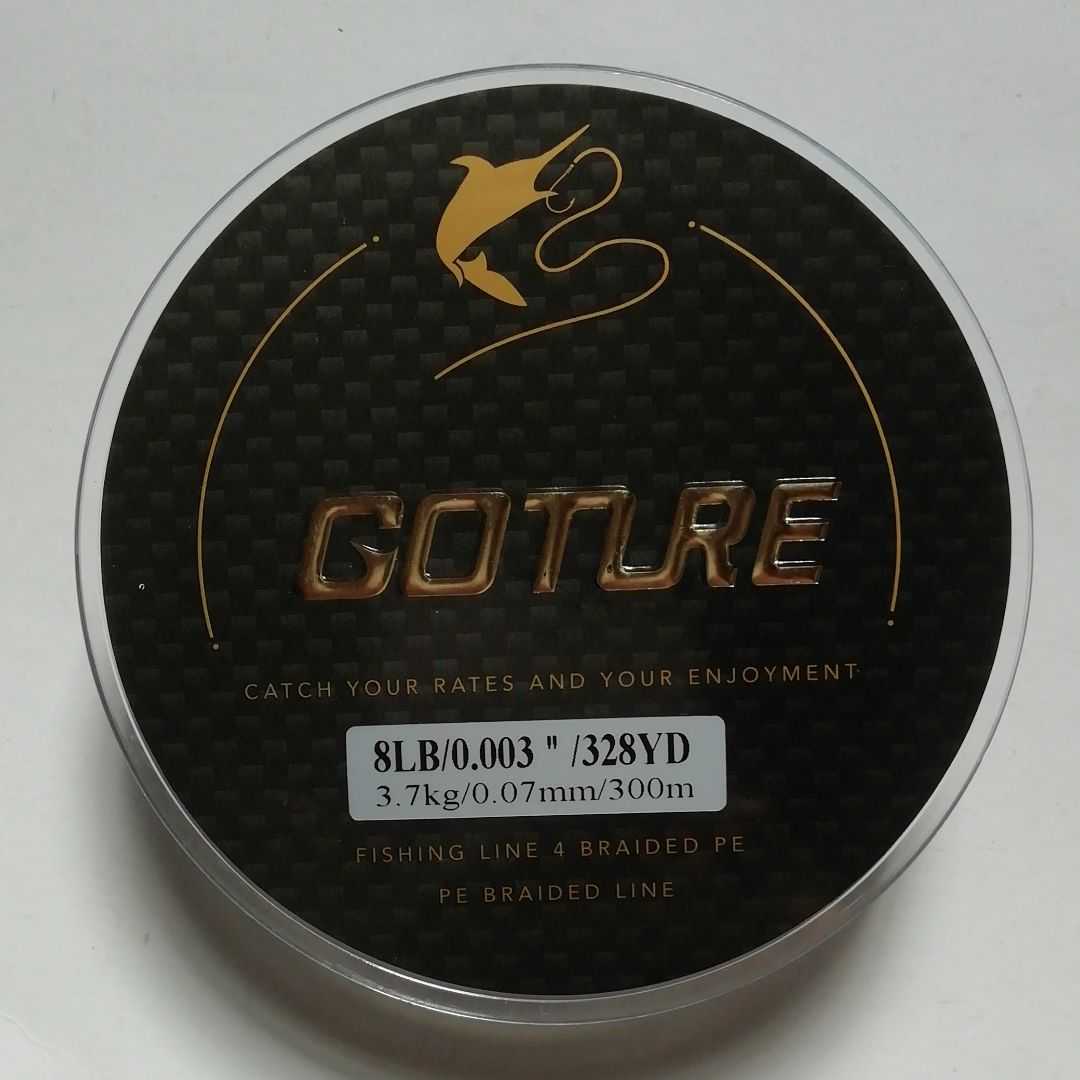 GOTURE
CATCH YOUR RATES AND YOUR ENJOYMENT
8LB/0.003 " /328YD
3.7kg/0.07mm/300m
FISHING LINE 4 BRAIDED PE
PE BRAIDED LINE